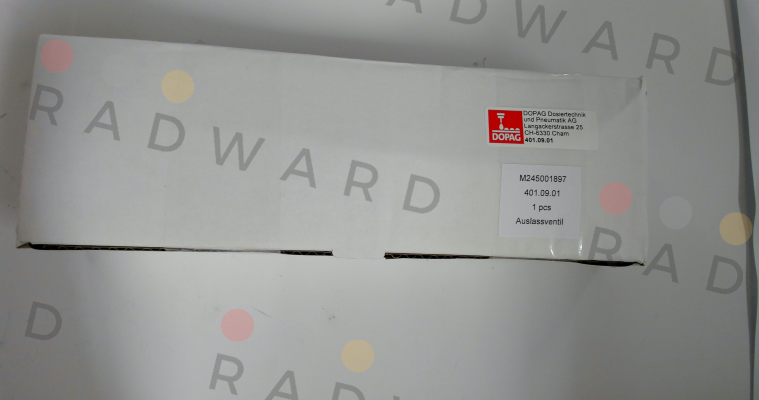 RADWARD
RADWARD
DOPAG
DOPAG Dosiertechnik
und Pneumatik AG
Langackerstrasse 25
CH-6330 Cham
401.09.01
M245001897
401.09.01
1 pcs
Auslassventil
RAD
D
RADWARD